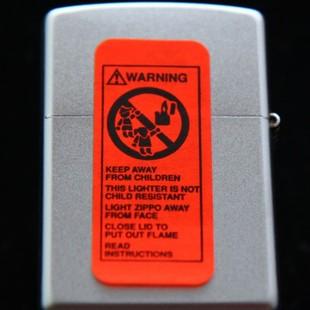 WARNING
KEEP AWAY
FROM CHILDREN
THIS LIGHTER IS NOT
CHILD RESISTANT
LIGHT ZIPPO AWAY
FROM FACE
CLOSE LID TO
PUT OUT FLAME
READ
INSTRUCTIONS